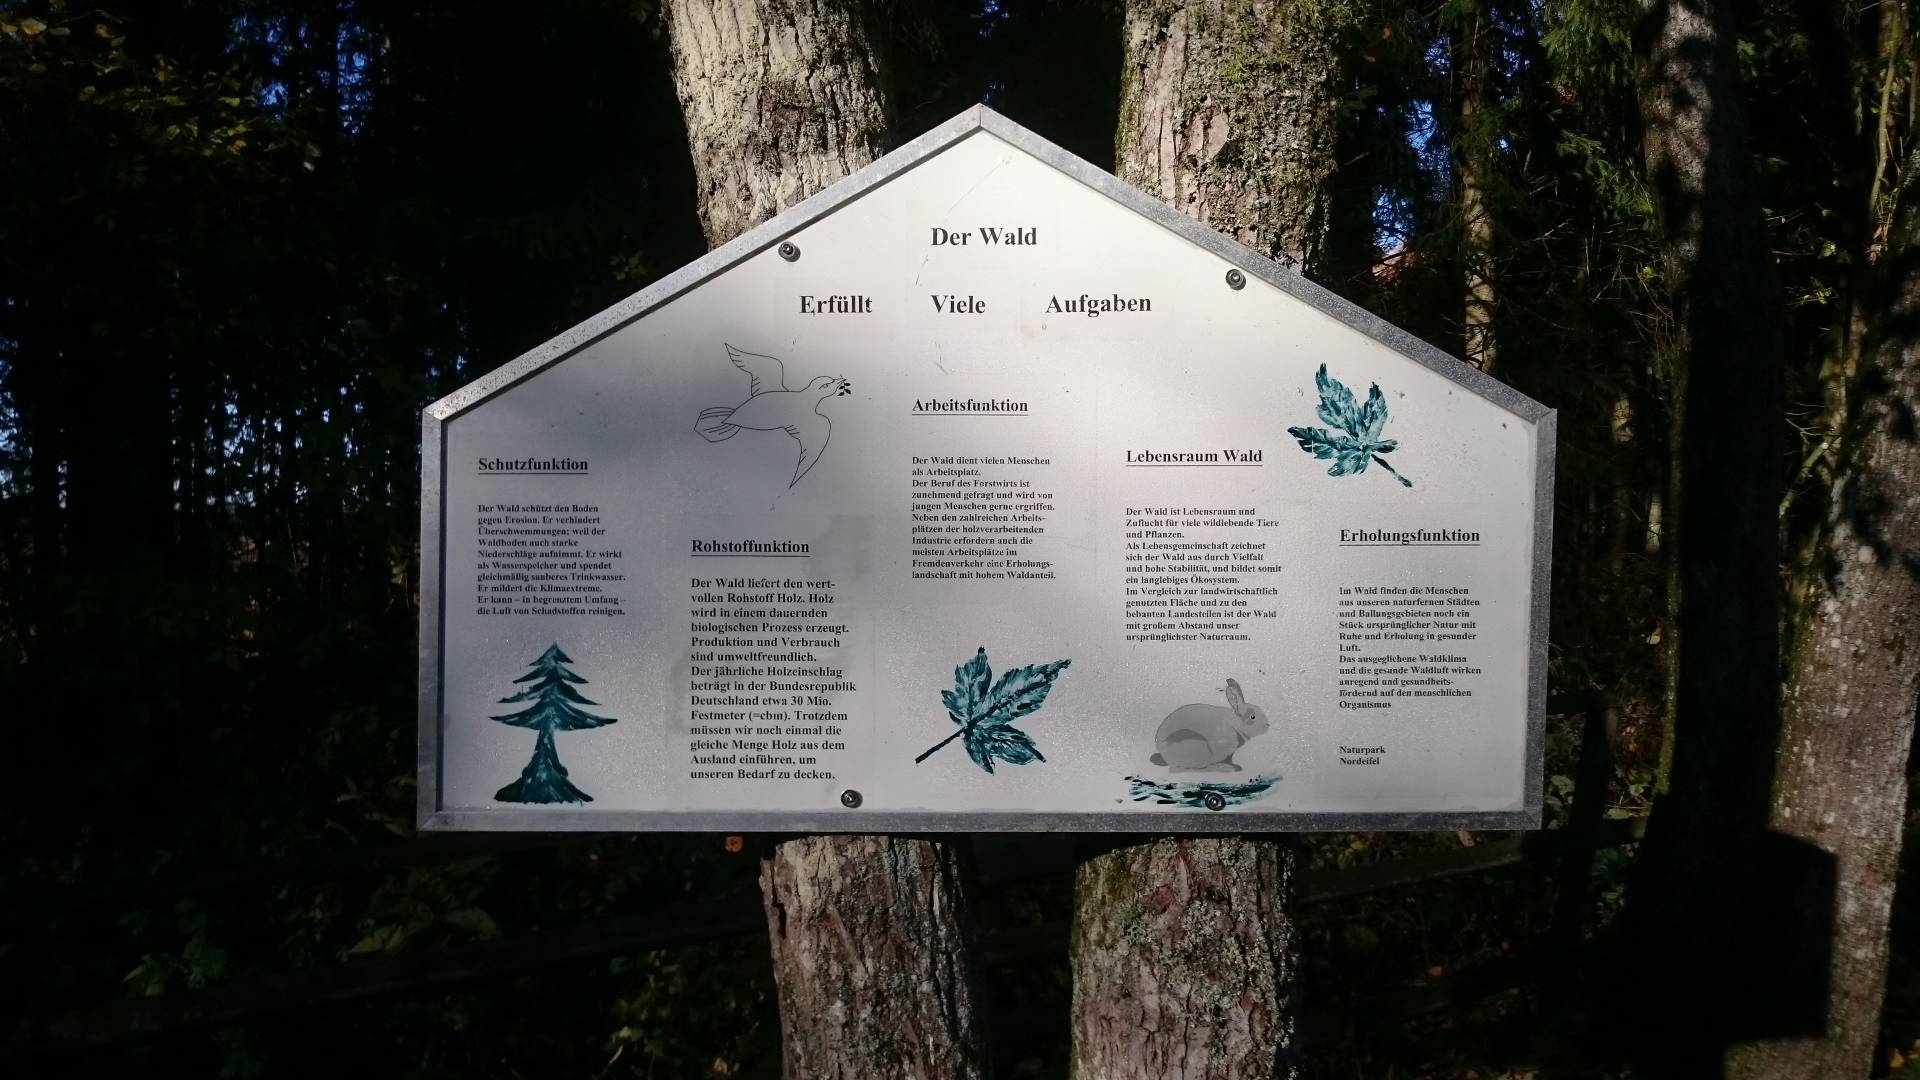 Der Wald
Erfüllt Viele Aufgaben
Schutzfunktion
Der Wald schützt den Boden
gegen Erosion. Er verhindert
Überschwemmungen; weil der
Waldboden auch starke
Niederschläge aufnimmt. Er wirkt
als Wasserspeicher und spendet
gleichmäßig sauberes Trinkwasser.
Er mildert die Klimaextreme.
Er kann – in begrenztem Umfang –
die Luft von Schadstoffen reinigen.
Rohstoffunktion
Der Wald liefert den wert-
vollen Rohstoff Holz. Holz
wird in einem dauernden
biologischen Prozess erzeugt.
Produktion und Verbrauch
sind umweltfreundlich.
Der jährliche Holzeinschlag
beträgt in der Bundesrepublik
Deutschland etwa 30 Mio.
Festmeter (=cbm). Trotzdem
müssen wir noch einmal die
gleiche Menge Holz aus dem
Ausland einführen, um
unseren Bedarf zu decken.
Arbeitsfunktion
Der Wald dient vielen Menschen
als Arbeitsplatz.
Der Beruf des Forstwirts ist
zunehmend gefragt und wird von
jungen Menschen gerne ergriffen.
Neben den zahlreichen Arbeits-
plätzen der holzverarbeitenden
Industrie erfordern auch die
meisten Arbeitsplätze im
Fremdenverkehr eine Erholungs-
landschaft mit hohem Waldanteil.
Lebensraum Wald
Der Wald ist Lebensraum und
Zuflucht für viele wildlebende Tiere
und Pflanzen.
Als Lebensgemeinschaft zeichnet
sich der Wald aus durch Vielfalt
und hohe Stabilität, und bildet somit
ein langlebiges Ökosystem.
Im Vergleich zur landwirtschaftlich
genutzten Fläche und zu den
bebauten Landesteilen ist der Wald
mit großem Abstand unser
ursprünglichster Naturraum.
Erholungsfunktion
Im Wald finden die Menschen
aus unseren naturfernen Städten
und Ballungsgebieten noch ein
Stück ursprünglicher Natur mit
Ruhe und Erholung in gesunder
Luft.
Das ausgeglichene Waldklima
und die gesunde Waldluft wirken
anregend und gesundheits-
fördernd auf den menschlichen
Organismus
Naturpark
Nordeifel